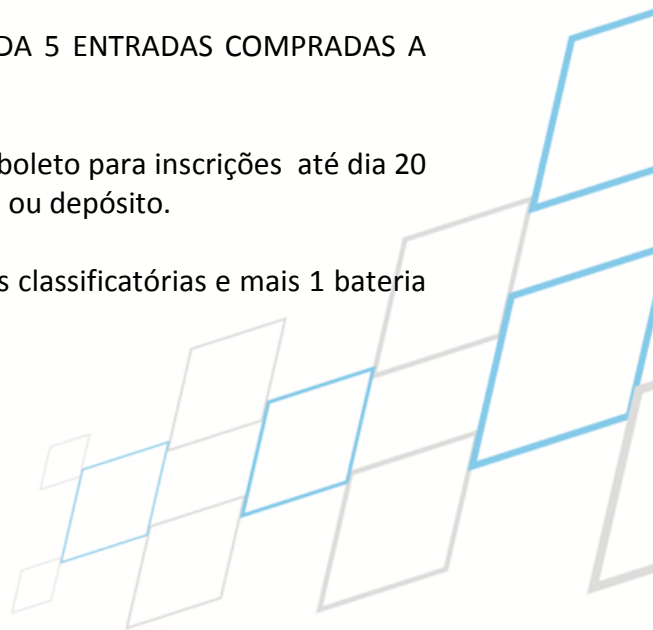 DA 5 ENTRADAS COMPRADAS A
boleto para inscrições até dia 20
ou depósito.
s classificatórias e mais 1 bateria